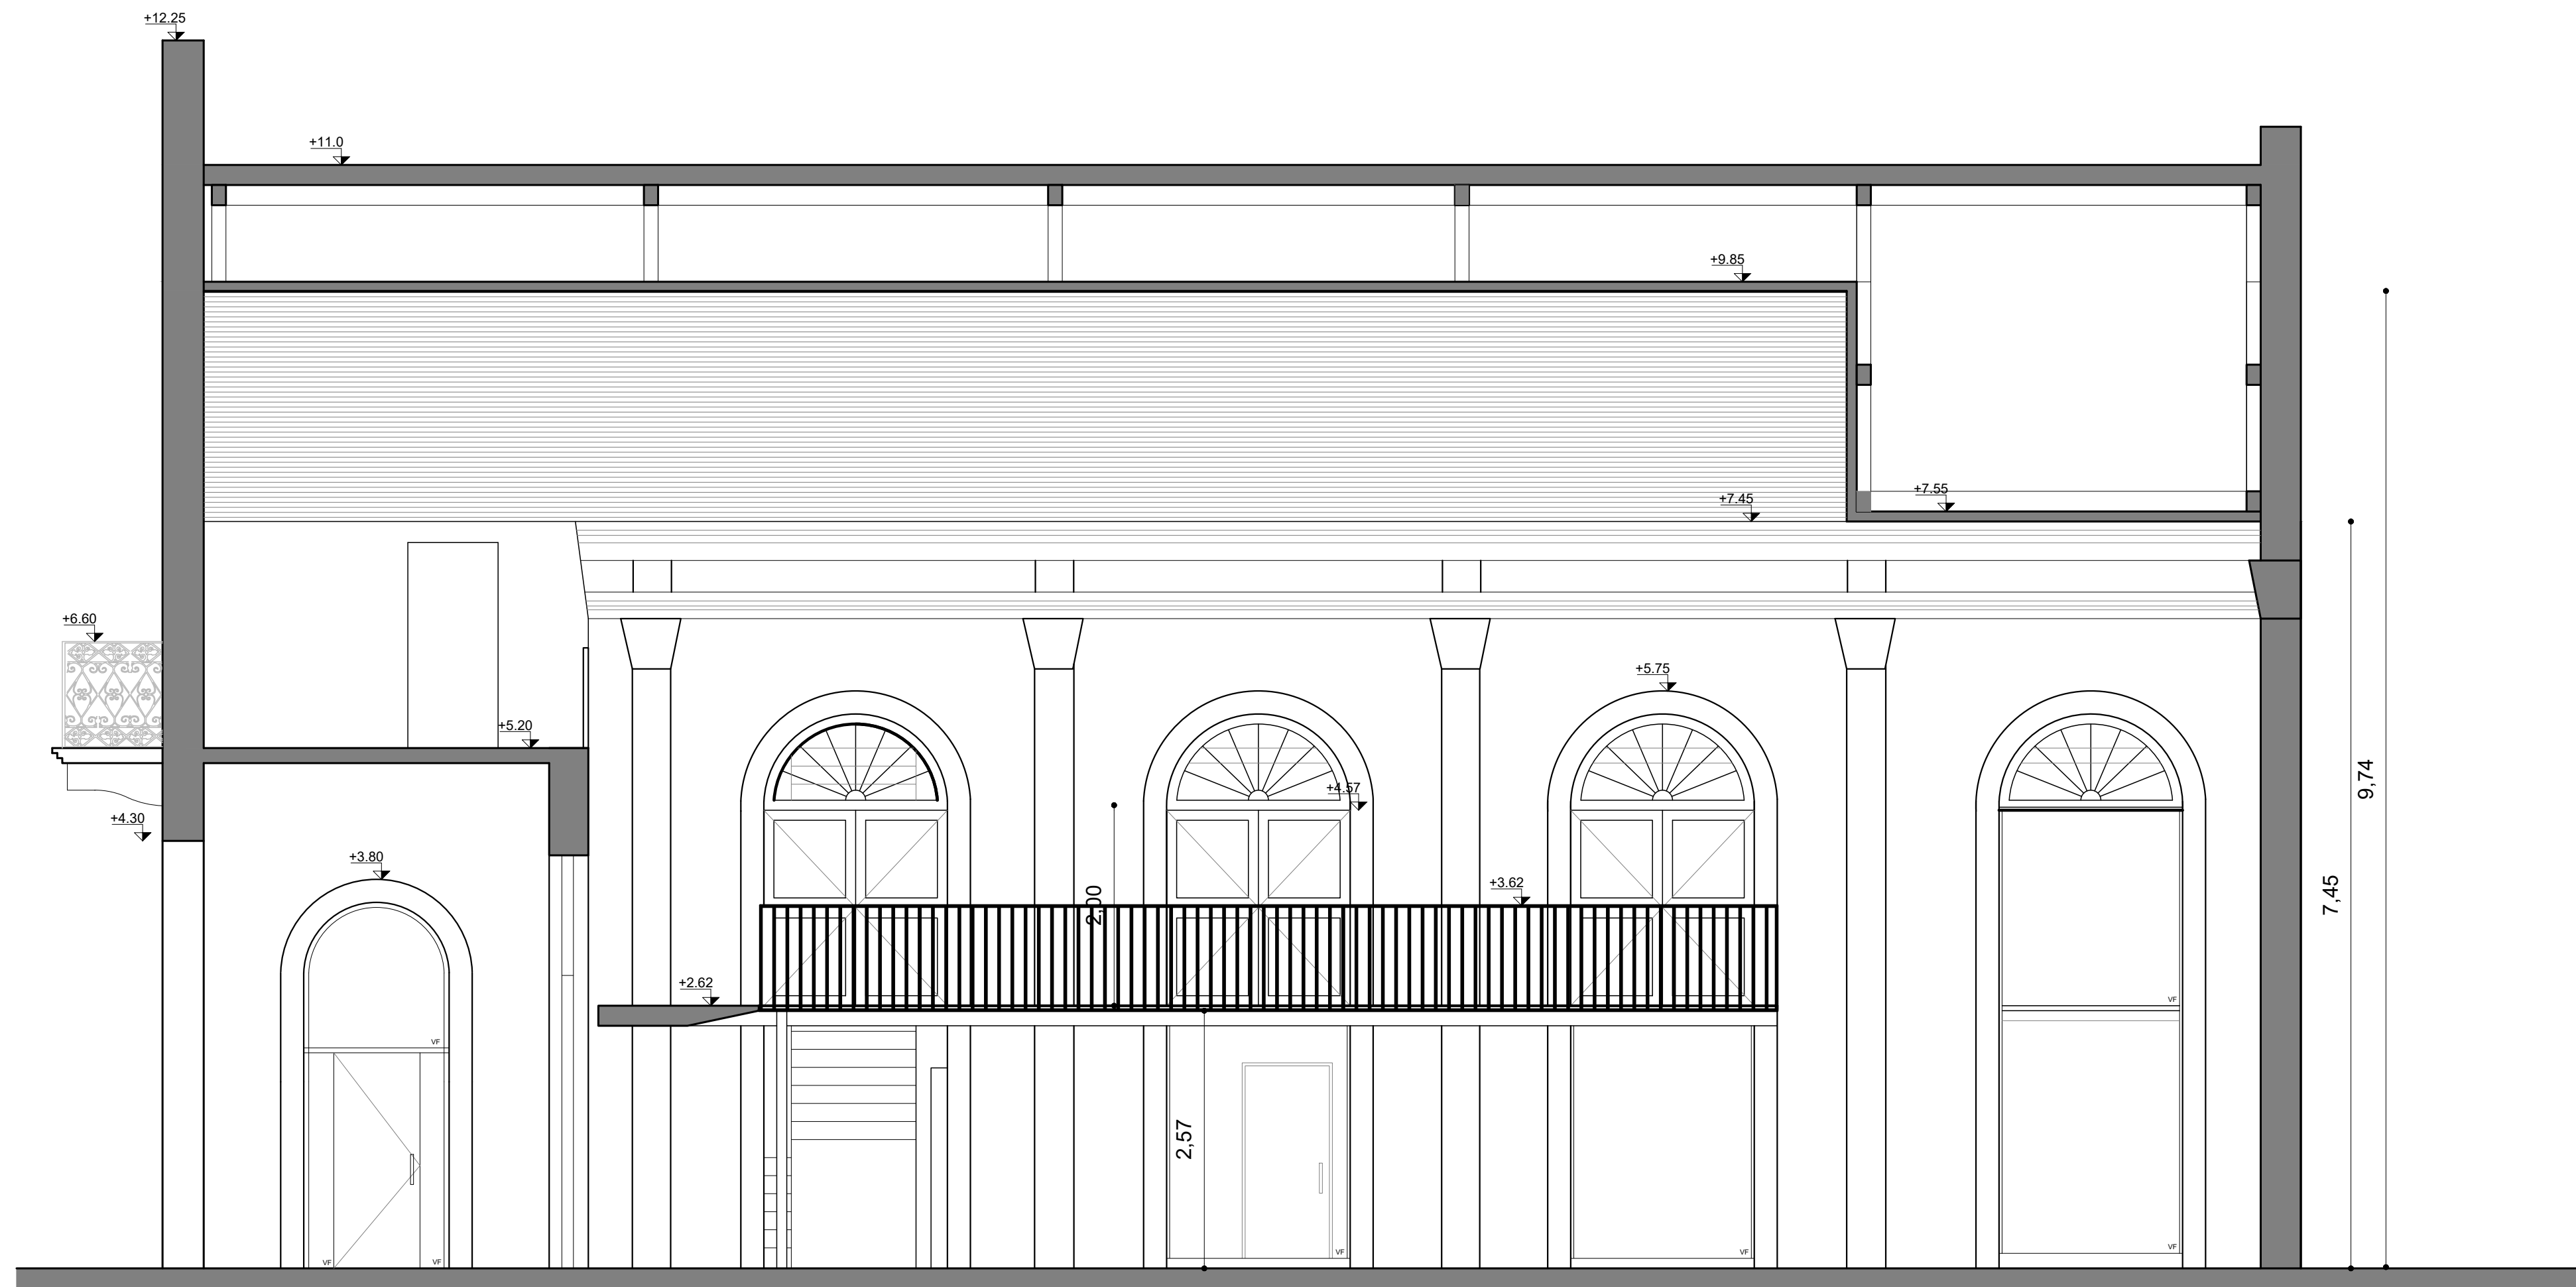 +12.25
+11.0
+9.85
+7.45
+7.55
+6.60
+5.75
+5.20
+4.57
9,74
+4.30
+3.80
+3.62
2,00
7,45
+2.62
VF
VF
2,57
VF
VF
VF
VF
VF